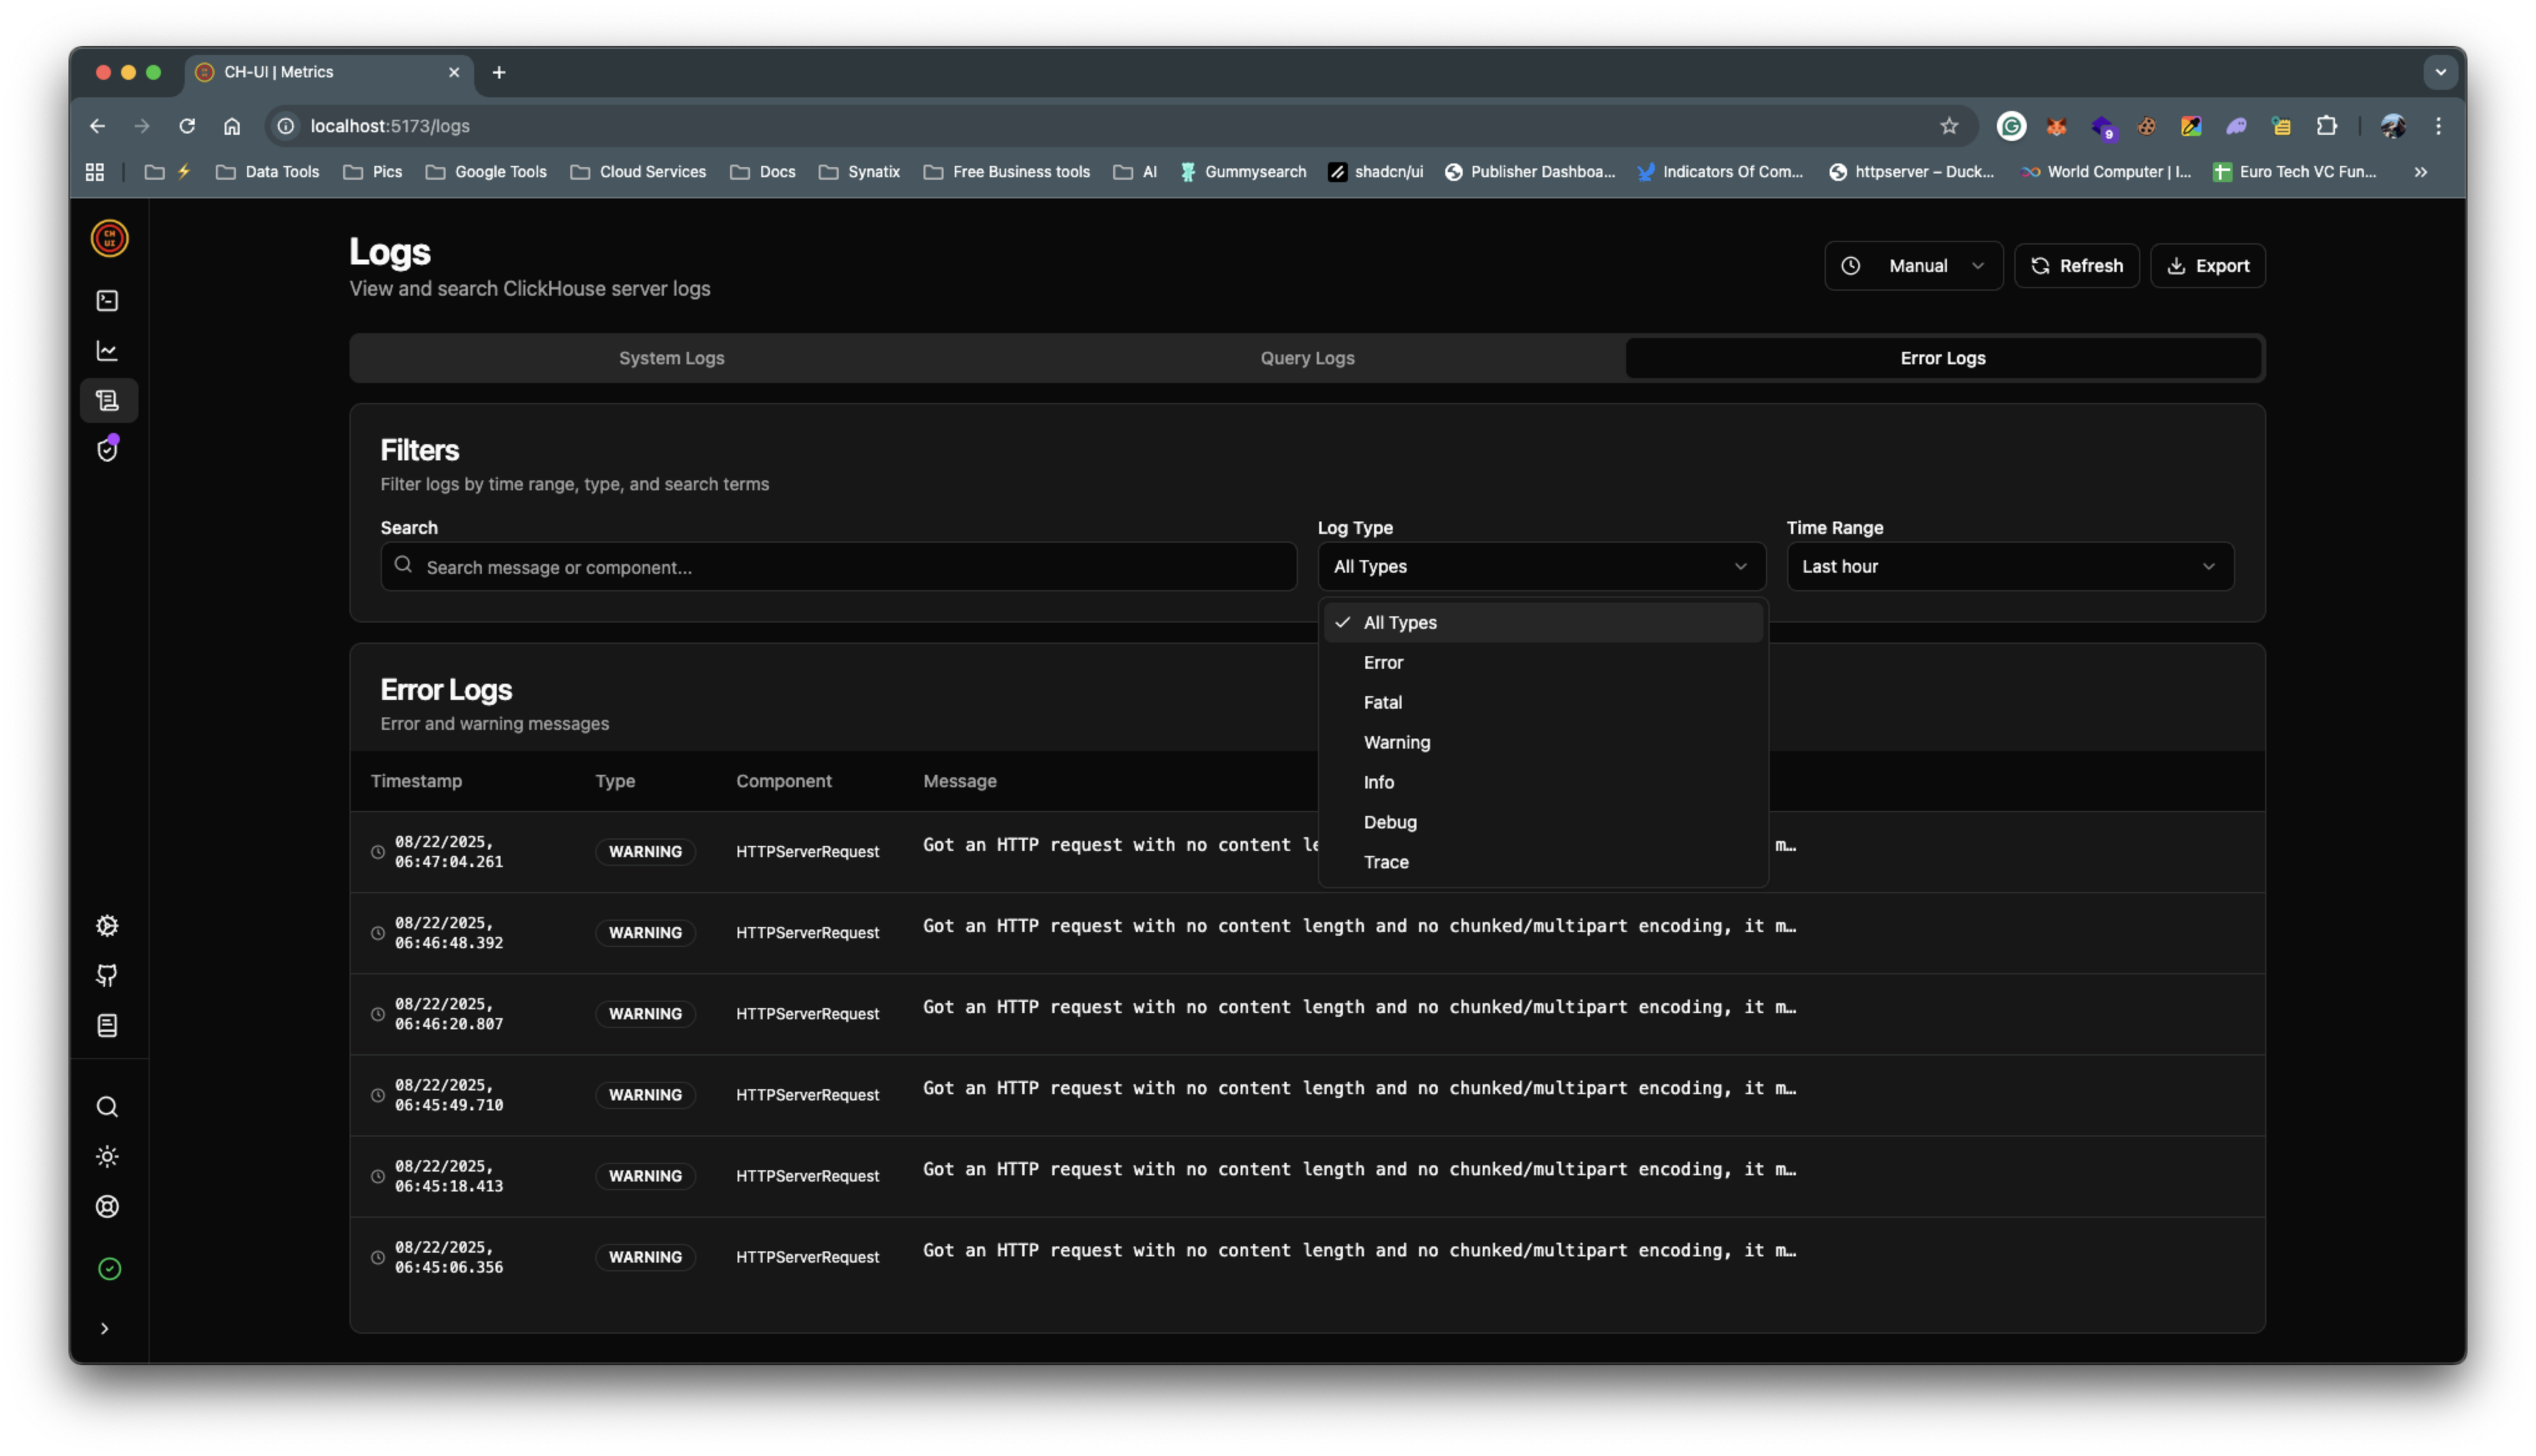 CH-UI | Metrics
localhost:5173/logs
9
Data Tools
Pics
Google Tools
Cloud Services
Docs
Synatix
Free Business tools
AI
Gummysearch
shadcn/ui
Publisher Dashboa...
Indicators Of Com...
httpserver – Duck...
World Computer | I...
Euro Tech VC Fun...
CH
UI
Logs
View and search ClickHouse server logs
Manual
Refresh
Export
System Logs
Query Logs
Error Logs
Filters
Filter logs by time range, type, and search terms
Search
Search message or component...
Log Type
All Types
Time Range
Last hour
All Types
Error
Fatal
Warning
Info
Debug
Trace
Error Logs
Error and warning messages
Timestamp Type Component Message
08/22/2025,
06:47:04.261
WARNING
HTTPServerRequest
Got an HTTP request with no content le m…
08/22/2025,
06:46:48.392
WARNING
HTTPServerRequest
Got an HTTP request with no content length and no chunked/multipart encoding, it m…
08/22/2025,
06:46:20.807
WARNING
HTTPServerRequest
Got an HTTP request with no content length and no chunked/multipart encoding, it m…
08/22/2025,
06:45:49.710
WARNING
HTTPServerRequest
Got an HTTP request with no content length and no chunked/multipart encoding, it m…
08/22/2025,
06:45:18.413
WARNING
HTTPServerRequest
Got an HTTP request with no content length and no chunked/multipart encoding, it m…
08/22/2025,
06:45:06.356
WARNING
HTTPServerRequest
Got an HTTP request with no content length and no chunked/multipart encoding, it m…